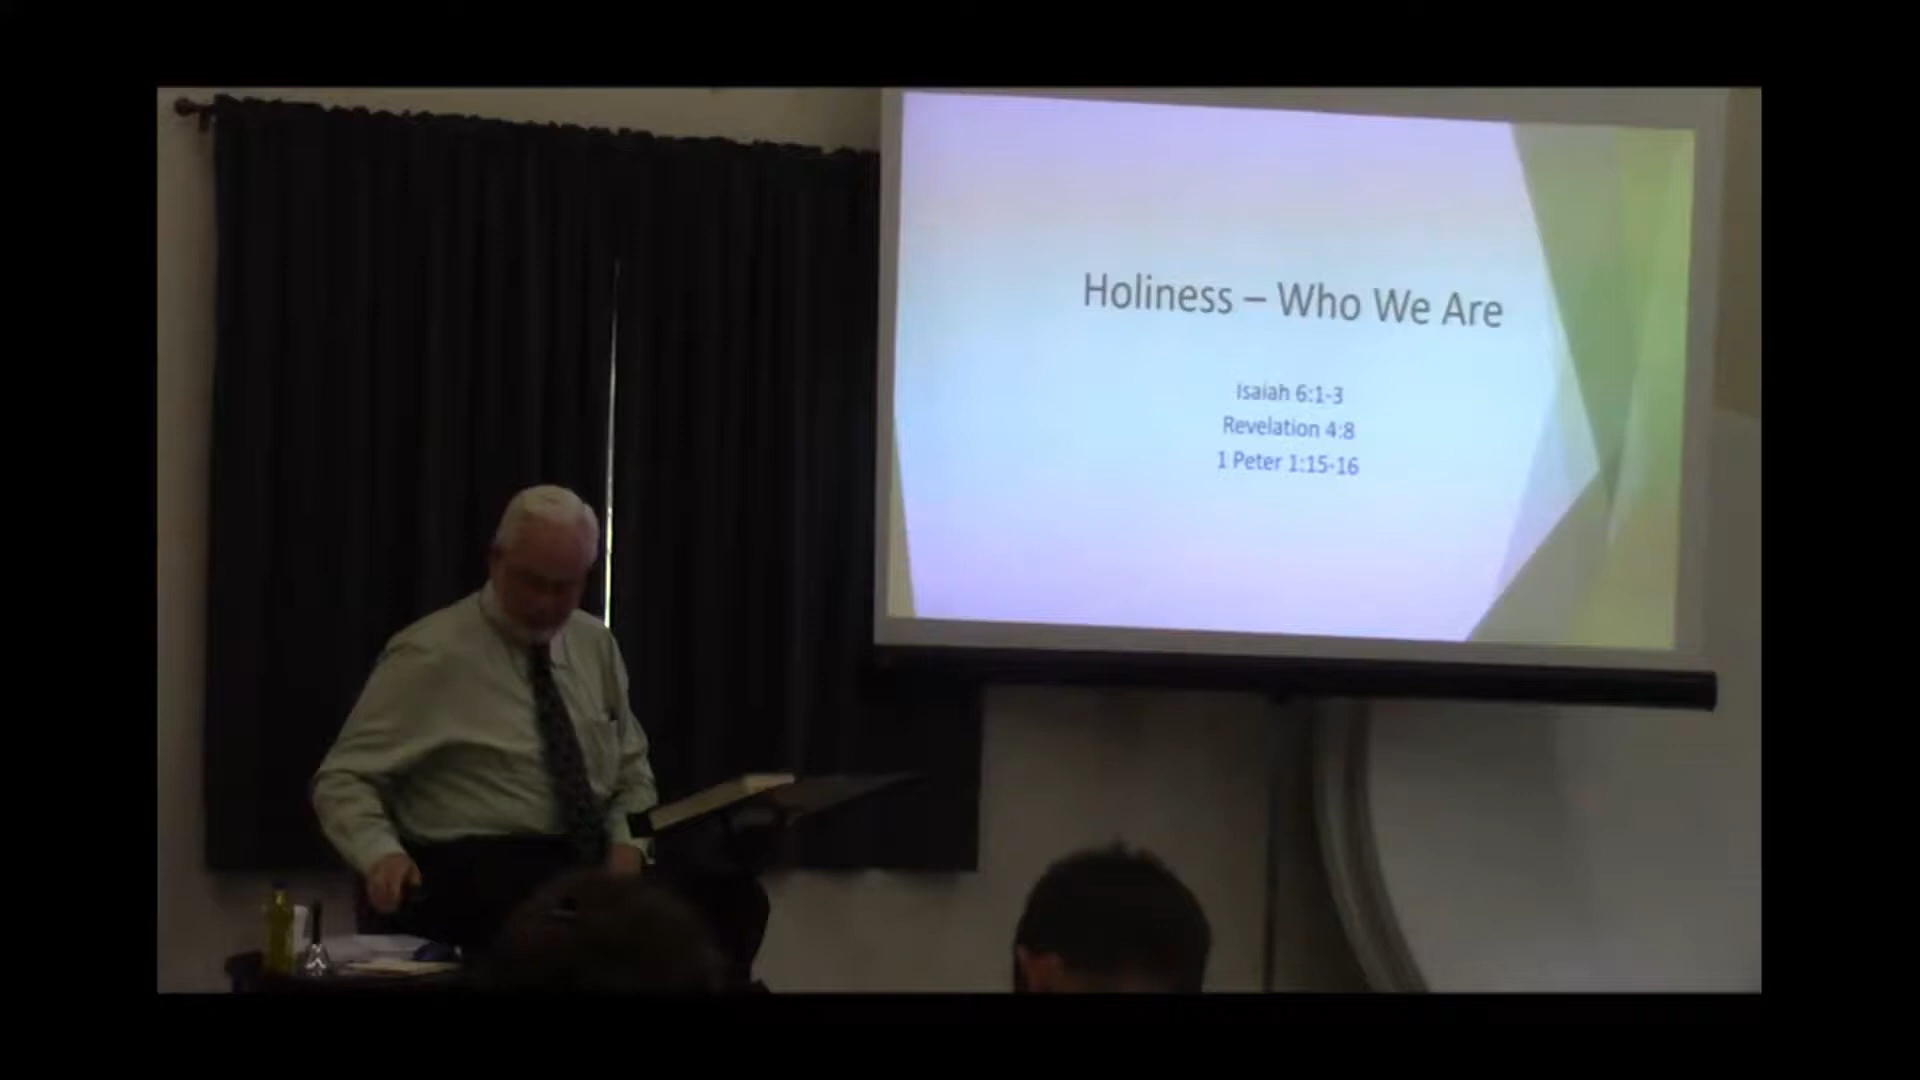 Holiness – Who We Are
Isaiah 6:1-3
Revelation 4:8
1 Peter 1:15-16